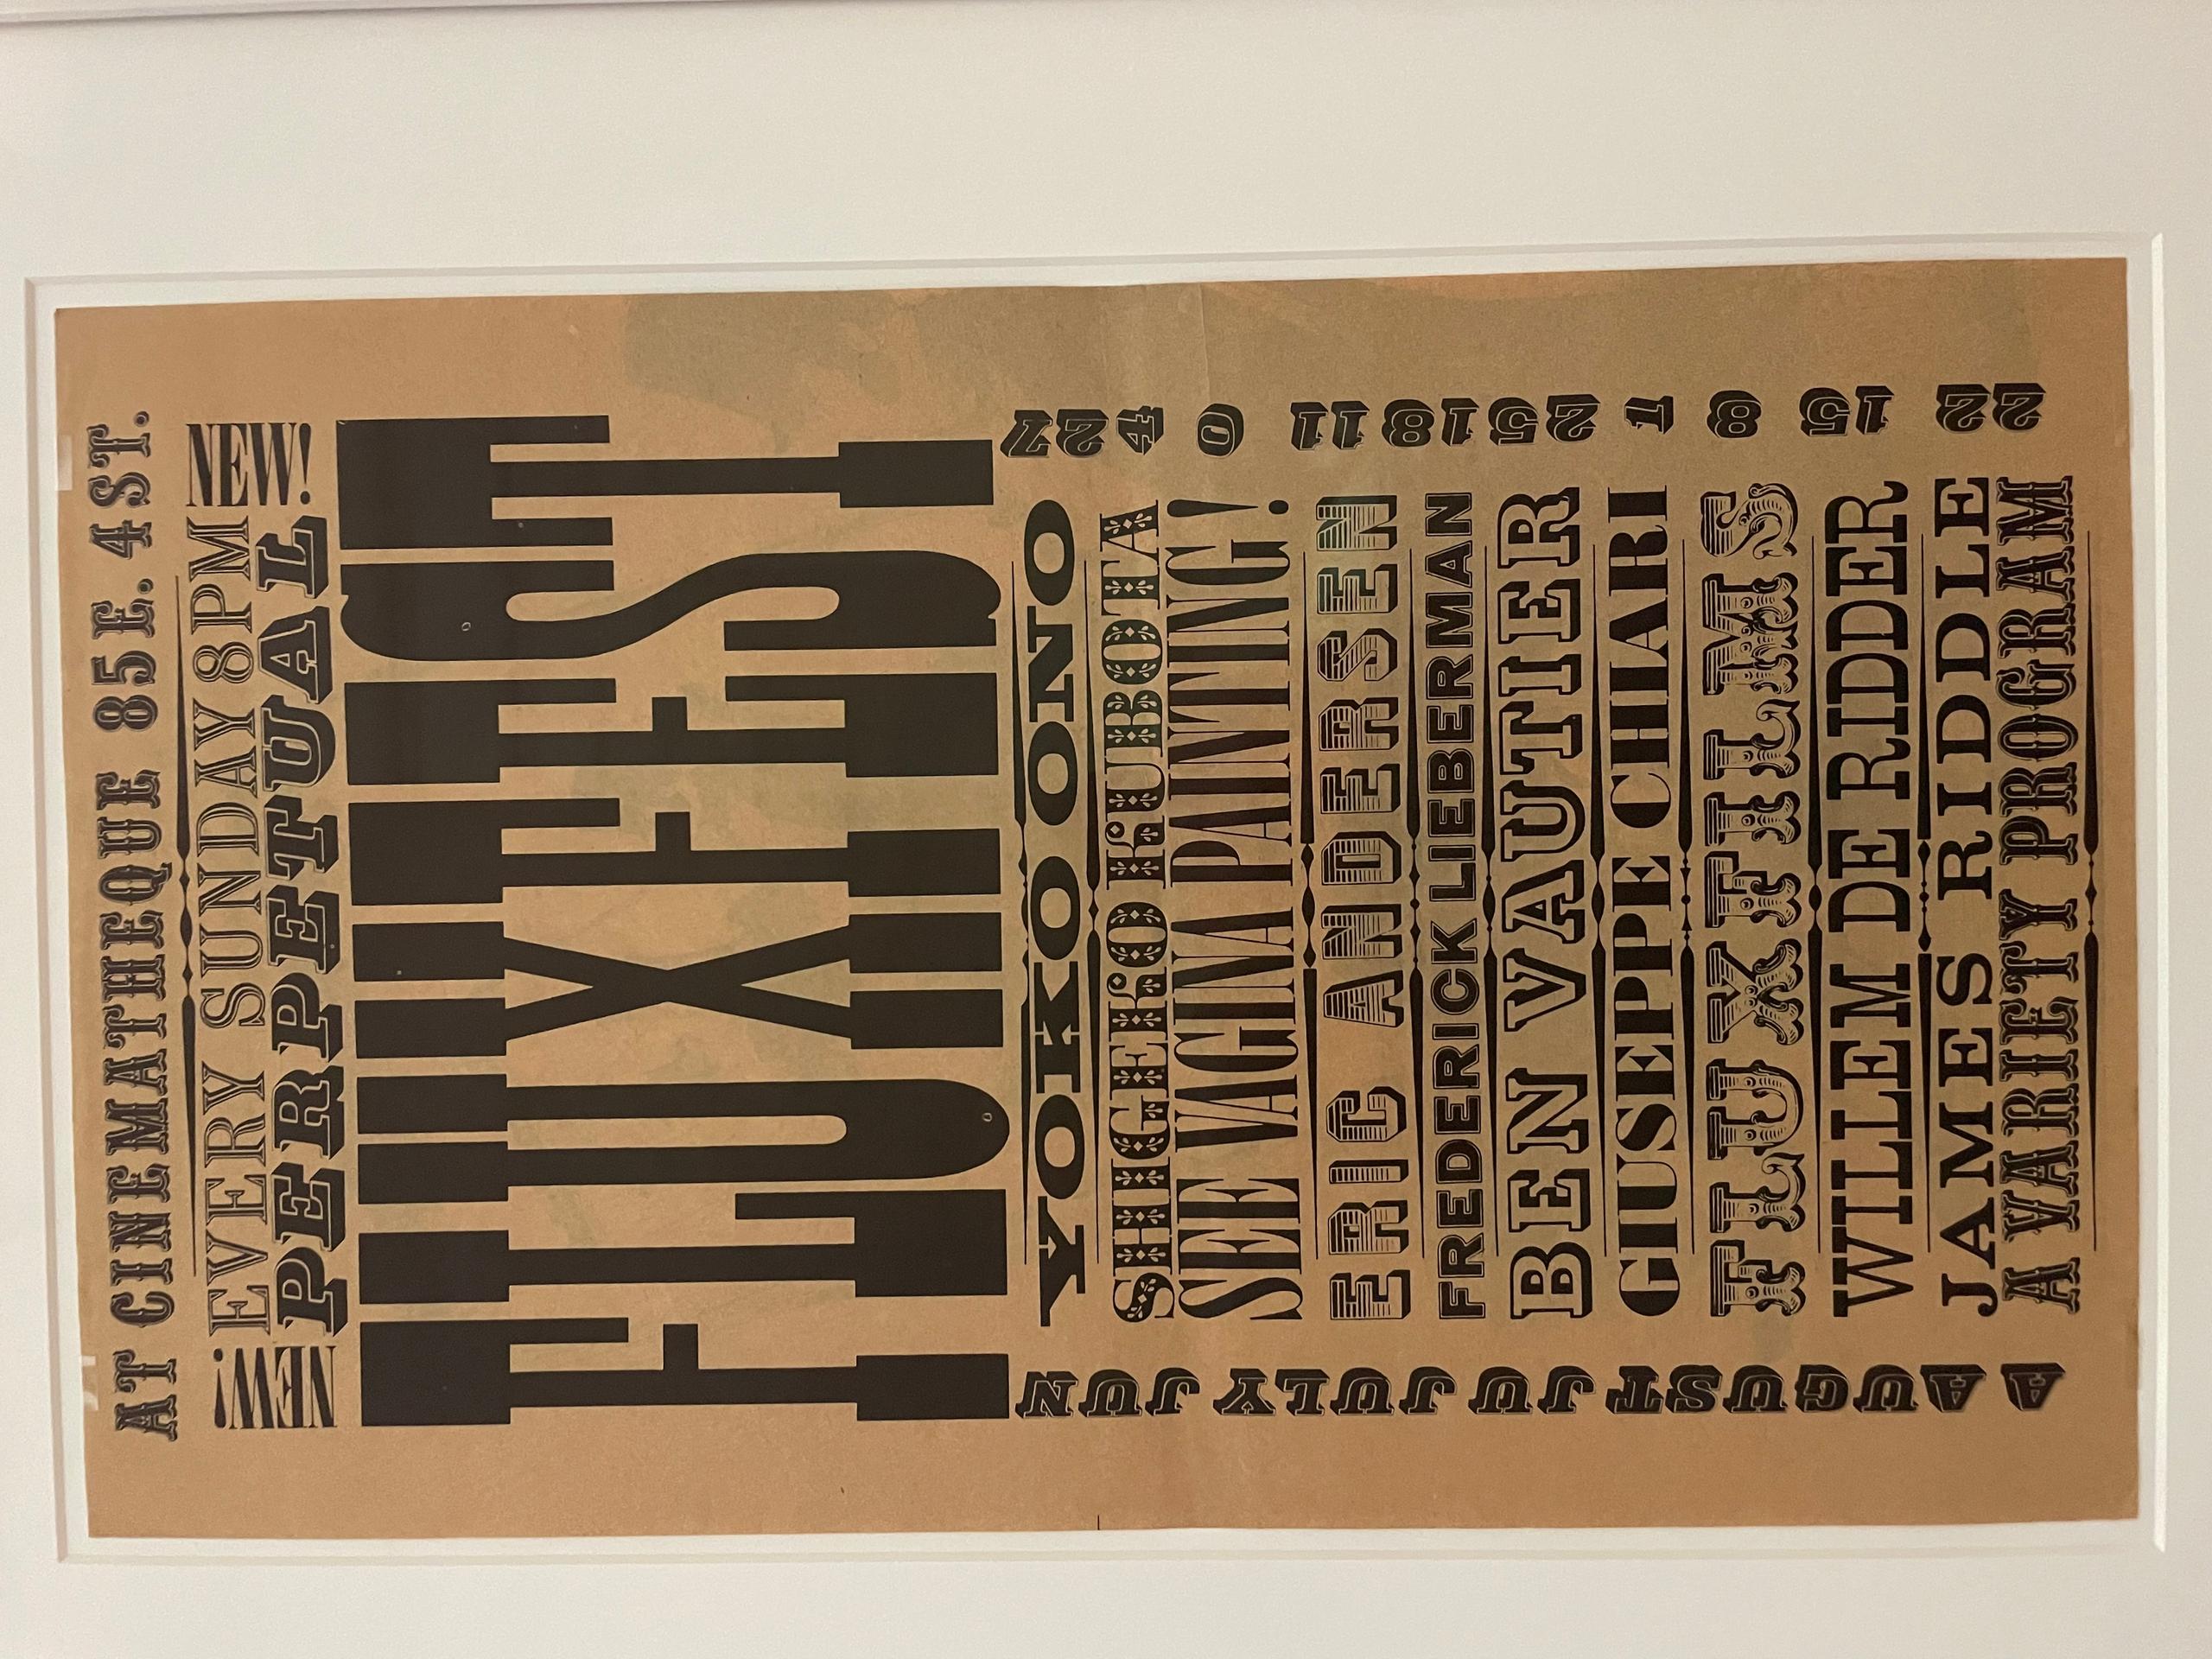 AT CINEMATHEQUE 85 E. 4 ST.
NEW! EVERY SUNDAY 8PM NEW!
PERPETUAL
FLUXFEST
YOKO ONO
SHIGEKO KUBOTA
SEE VAGINA PAINTING!
ERIC ANDERSEN
FREDERICK LIEBERMAN
BEN VAUTIER
GIUSEPPE CHIARI
FLUXFILMS
WILLEM DE RIDDER
JAMES RIDDLE
A VARIETY PROGRAM
A AUGUST JU JULY JUN
22 15 8 1 25 18 11 0 4 27